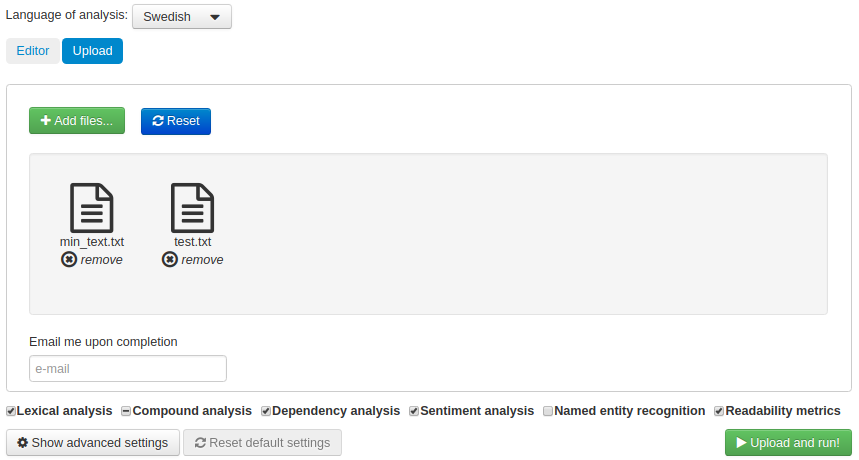 Language of analysis: Swedish
Editor Upload
Add files... Reset
min_text.txt test.txt
remove remove
Email me upon completion
e-mail
Lexical analysis Compound analysis Dependency analysis Sentiment analysis Named entity recognition Readability metrics
Show advanced settings Reset default settings Upload and run!